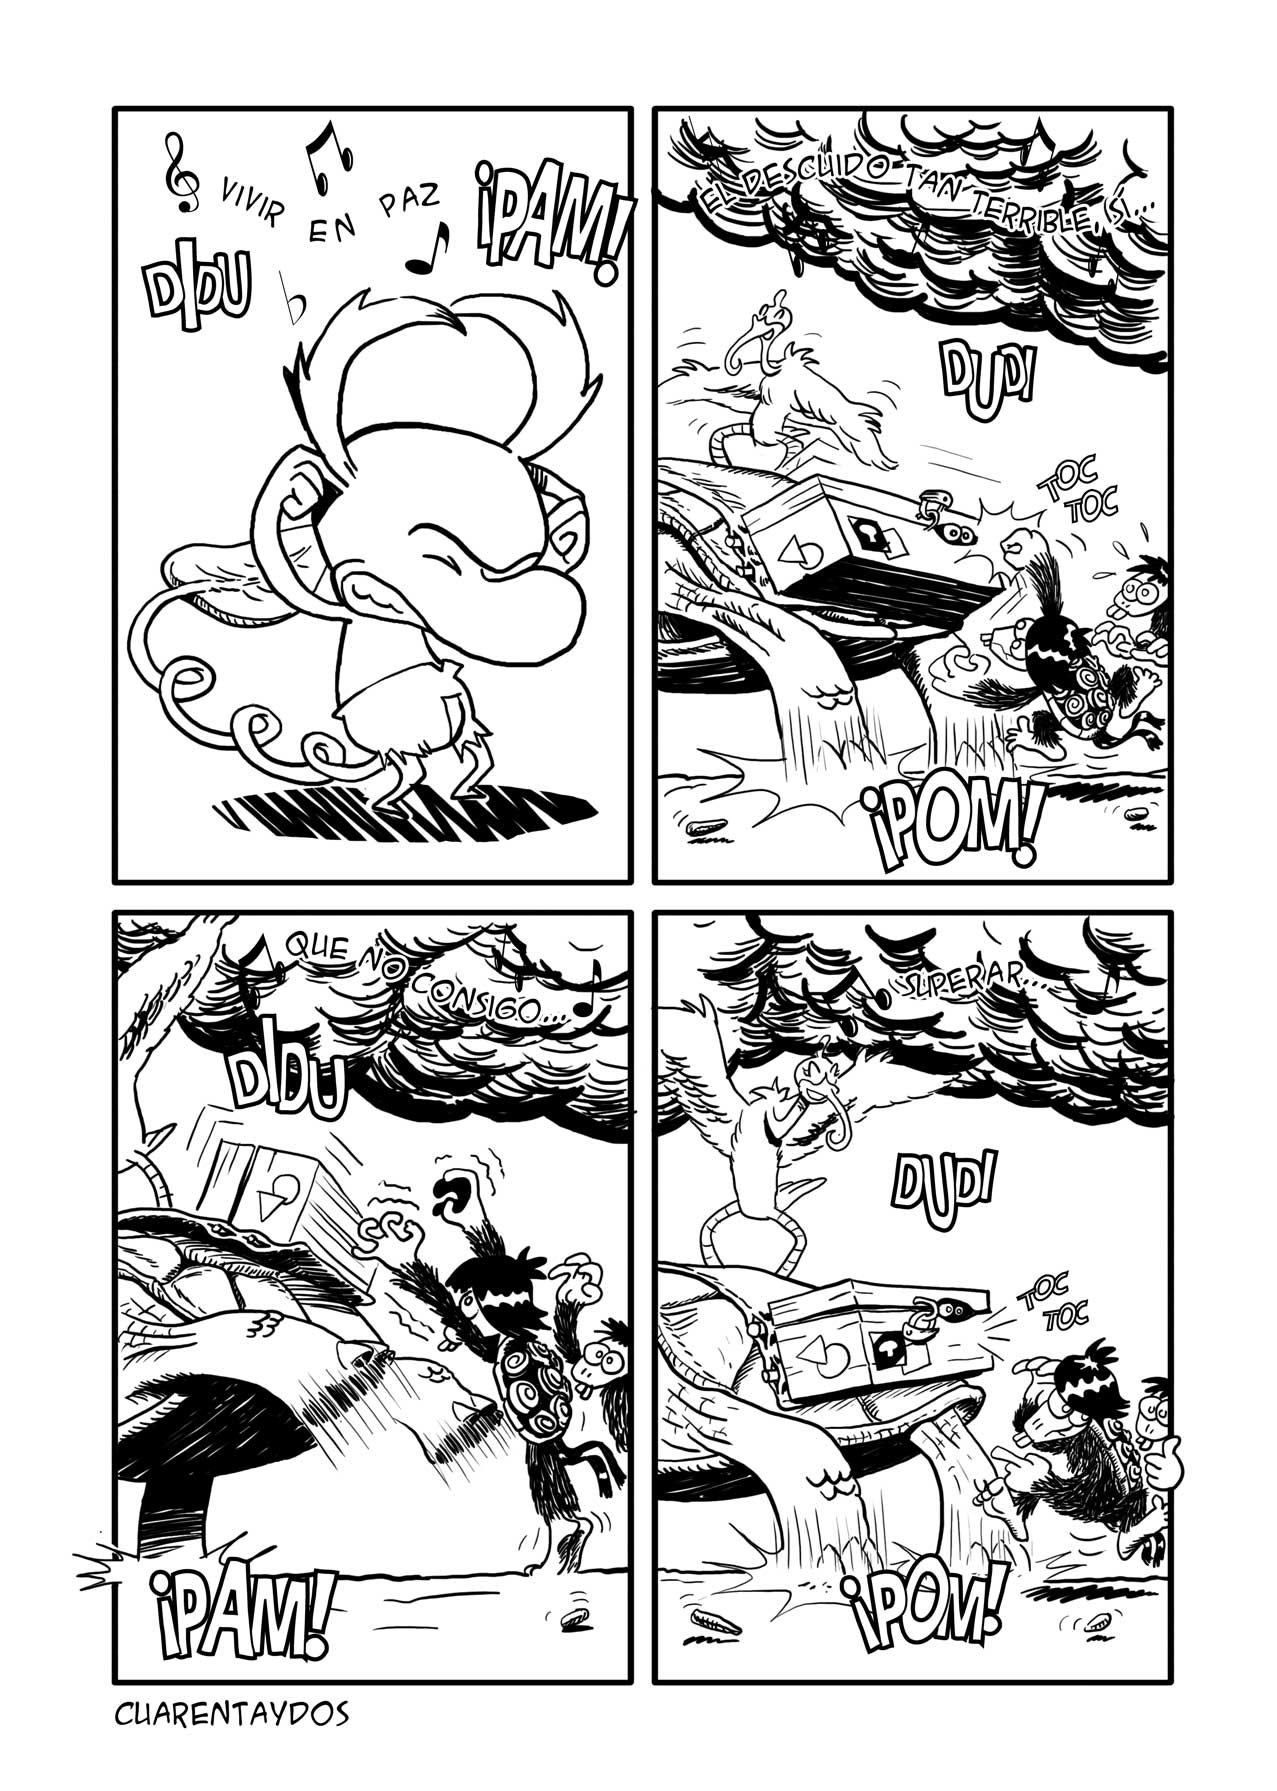 VIVIR EN PAZ
¡PAM!
DIDU
EL DESCUIDO TAN TERRIBLE, SÍ...
DUDI
TOC
TOC
¡POM!
QUE NO CONSIGO....
DIDU
¡PAM!
SUPERAR....
DUDI
TOC
TOC
¡POM!
CUARENTAYDOS